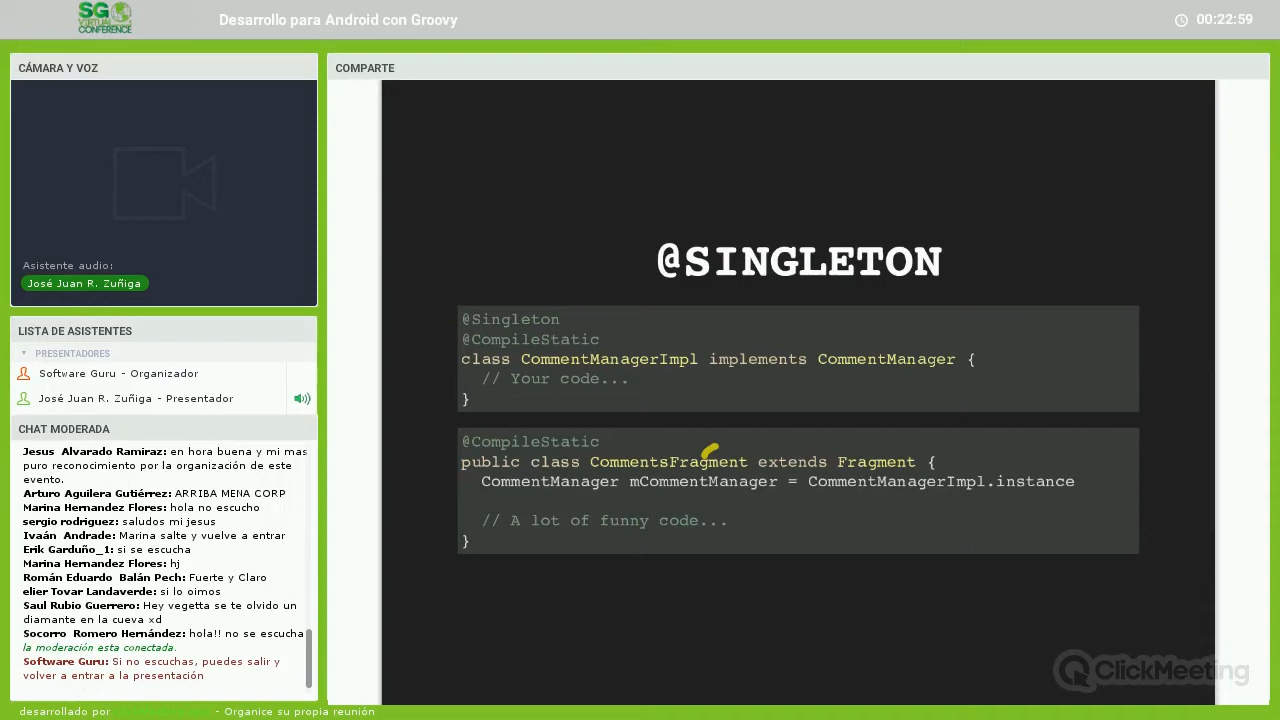 SG
VIRTUAL
CONFERENCE
Desarrollo para Android con Groovy
00:22:59
CÁMARA Y VOZ
Asistente audio:
José Juan R. Zuñiga
LISTA DE ASISTENTES
PRESENTADORES
Software Guru - Organizador
José Juan R. Zuñiga - Presentador
CHAT MODERADA
Jesus Alvarado Ramiraz: en hora buena y mi mas
puro reconocimiento por la organización de este
evento.
Arturo Aguilera Gutiérrez: ARRIBA MENA CORP
Marina Hernandez Flores: hola no escucho
sergio rodriguez: saludos mi jesus
Ivaán Andrade: Marina salte y vuelve a entrar
Erik Garduño_1: si se escucha
Marina Hernandez Flores: hj
Román Eduardo Balán Pech: Fuerte y Claro
elier Tovar Landaverde: si lo oimos
Saul Rubio Guerrero: Hey vegetta se te olvido un
diamante en la cueva xd
Socorro Romero Hernández: hola!! no se escucha
la moderación esta conectada.
Software Guru: Si no escuchas, puedes salir y
volver a entrar a la presentación
desarrollado por - Organice su propia reunión
COMPARTE
@SINGLETON
@Singleton
@CompileStatic
class CommentManagerImpl implements CommentManager {
// Your code...
}
@CompileStatic
public class CommentsFragment extends Fragment {
CommentManager mCommentManager = CommentManagerImpl.instance
// A lot of funny code...
}
ClickMeeting